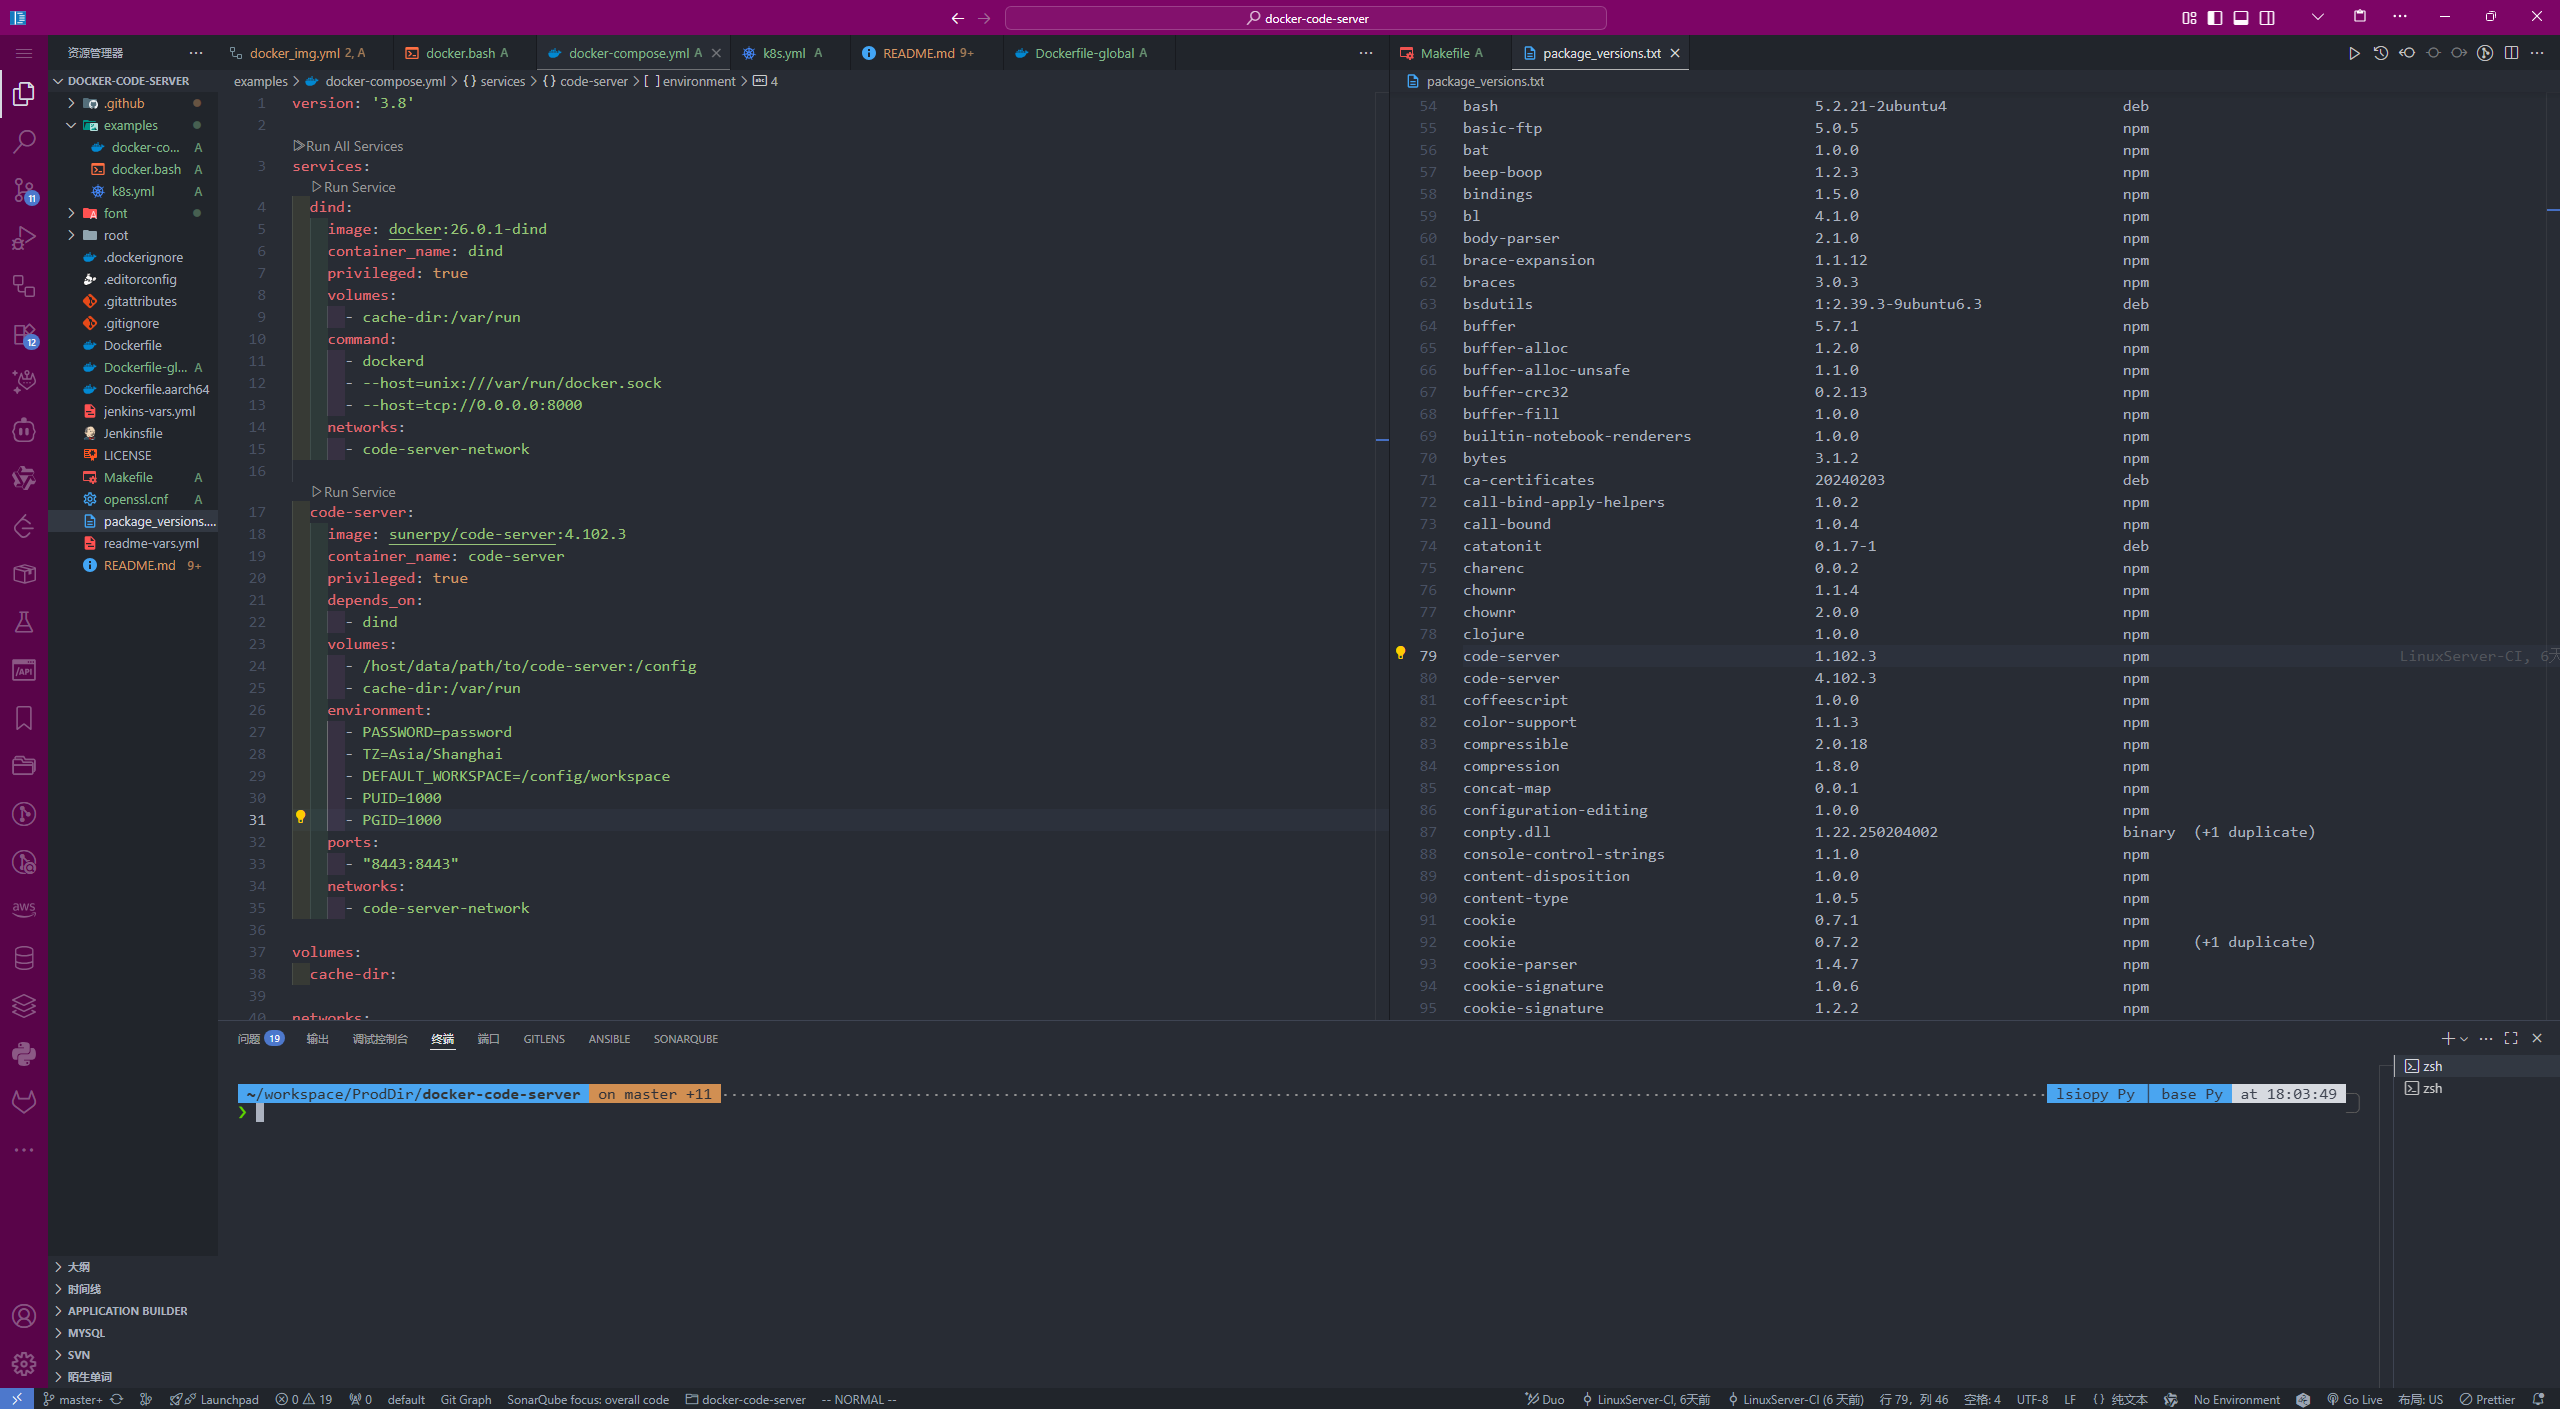 docker-code-server
资源管理器
docker_img.yml 2, A
docker.bash A
docker-compose.yml A
k8s.yml A
README.md 9+
Dockerfile-global A
Makefile A
package_versions.txt
DOCKER-CODE-SERVER
.github
examples
docker-co... A
docker.bash A
k8s.yml A
font
root
.dockerignore
.editorconfig
.gitattributes
.gitignore
Dockerfile
Dockerfile-gl... A
Dockerfile.aarch64
jenkins-vars.yml
Jenkinsfile
LICENSE
Makefile A
openssl.cnf A
package_versions....
readme-vars.yml
README.md 9+
11
12
aws
/API
大纲
时间线
APPLICATION BUILDER
MYSQL
SVN
陌生单词
examples > docker-compose.yml > {} services > {} code-server > [ ] environment > abc 4
1 version: '3.8'
2
Run All Services
3 services:
Run Service
4 dind:
5 image: docker:26.0.1-dind
6 container_name: dind
7 privileged: true
8 volumes:
9 - cache-dir:/var/run
10 command:
11 - dockerd
12 - --host=unix:///var/run/docker.sock
13 - --host=tcp://0.0.0.0:8000
14 networks:
15 - code-server-network
16
Run Service
17 code-server:
18 image: sunerpy/code-server:4.102.3
19 container_name: code-server
20 privileged: true
21 depends_on:
22 - dind
23 volumes:
24 - /host/data/path/to/code-server:/config
25 - cache-dir:/var/run
26 environment:
27 - PASSWORD=password
28 - TZ=Asia/Shanghai
29 - DEFAULT_WORKSPACE=/config/workspace
30 - PUID=1000
31 - PGID=1000
32 ports:
33 - "8443:8443"
34 networks:
35 - code-server-network
36
37 volumes:
38 cache-dir:
39
40 networks:
package_versions.txt
54 bash 5.2.21-2ubuntu4 deb
55 basic-ftp 5.0.5 npm
56 bat 1.0.0 npm
57 beep-boop 1.2.3 npm
58 bindings 1.5.0 npm
59 bl 4.1.0 npm
60 body-parser 2.1.0 npm
61 brace-expansion 1.1.12 npm
62 braces 3.0.3 npm
63 bsdutils 1:2.39.3-9ubuntu6.3 deb
64 buffer 5.7.1 npm
65 buffer-alloc 1.2.0 npm
66 buffer-alloc-unsafe 1.1.0 npm
67 buffer-crc32 0.2.13 npm
68 buffer-fill 1.0.0 npm
69 builtin-notebook-renderers 1.0.0 npm
70 bytes 3.1.2 npm
71 ca-certificates 20240203 deb
72 call-bind-apply-helpers 1.0.2 npm
73 call-bound 1.0.4 npm
74 catatonit 0.1.7-1 deb
75 charenc 0.0.2 npm
76 chownr 1.1.4 npm
77 chownr 2.0.0 npm
78 clojure 1.0.0 npm
79 code-server 1.102.3 npm LinuxServer-CI, 6天
80 code-server 4.102.3 npm
81 coffeescript 1.0.0 npm
82 color-support 1.1.3 npm
83 compressible 2.0.18 npm
84 compression 1.8.0 npm
85 concat-map 0.0.1 npm
86 configuration-editing 1.0.0 npm
87 conpty.dll 1.22.250204002 binary (+1 duplicate)
88 console-control-strings 1.1.0 npm
89 content-disposition 1.0.0 npm
90 content-type 1.0.5 npm
91 cookie 0.7.1 npm
92 cookie 0.7.2 npm (+1 duplicate)
93 cookie-parser 1.4.7 npm
94 cookie-signature 1.0.6 npm
95 cookie-signature 1.2.2 npm
问题 19 输出 调试控制台 终端 端口 GITLENS ANSIBLE SONARQUBE
~/workspace/ProdDir/docker-code-server on master +11 lsiopy Py base Py at 18:03:49
❯
zsh
zsh
master+ Launchpad 0 19 0 default Git Graph SonarQube focus: overall code docker-code-server -- NORMAL -- Duo LinuxServer-CI, 6天前 LinuxServer-CI (6 天前) 行 79，列 46 空格: 4 UTF-8 LF {} 纯文本 No Environment Go Live 布局: US Prettier